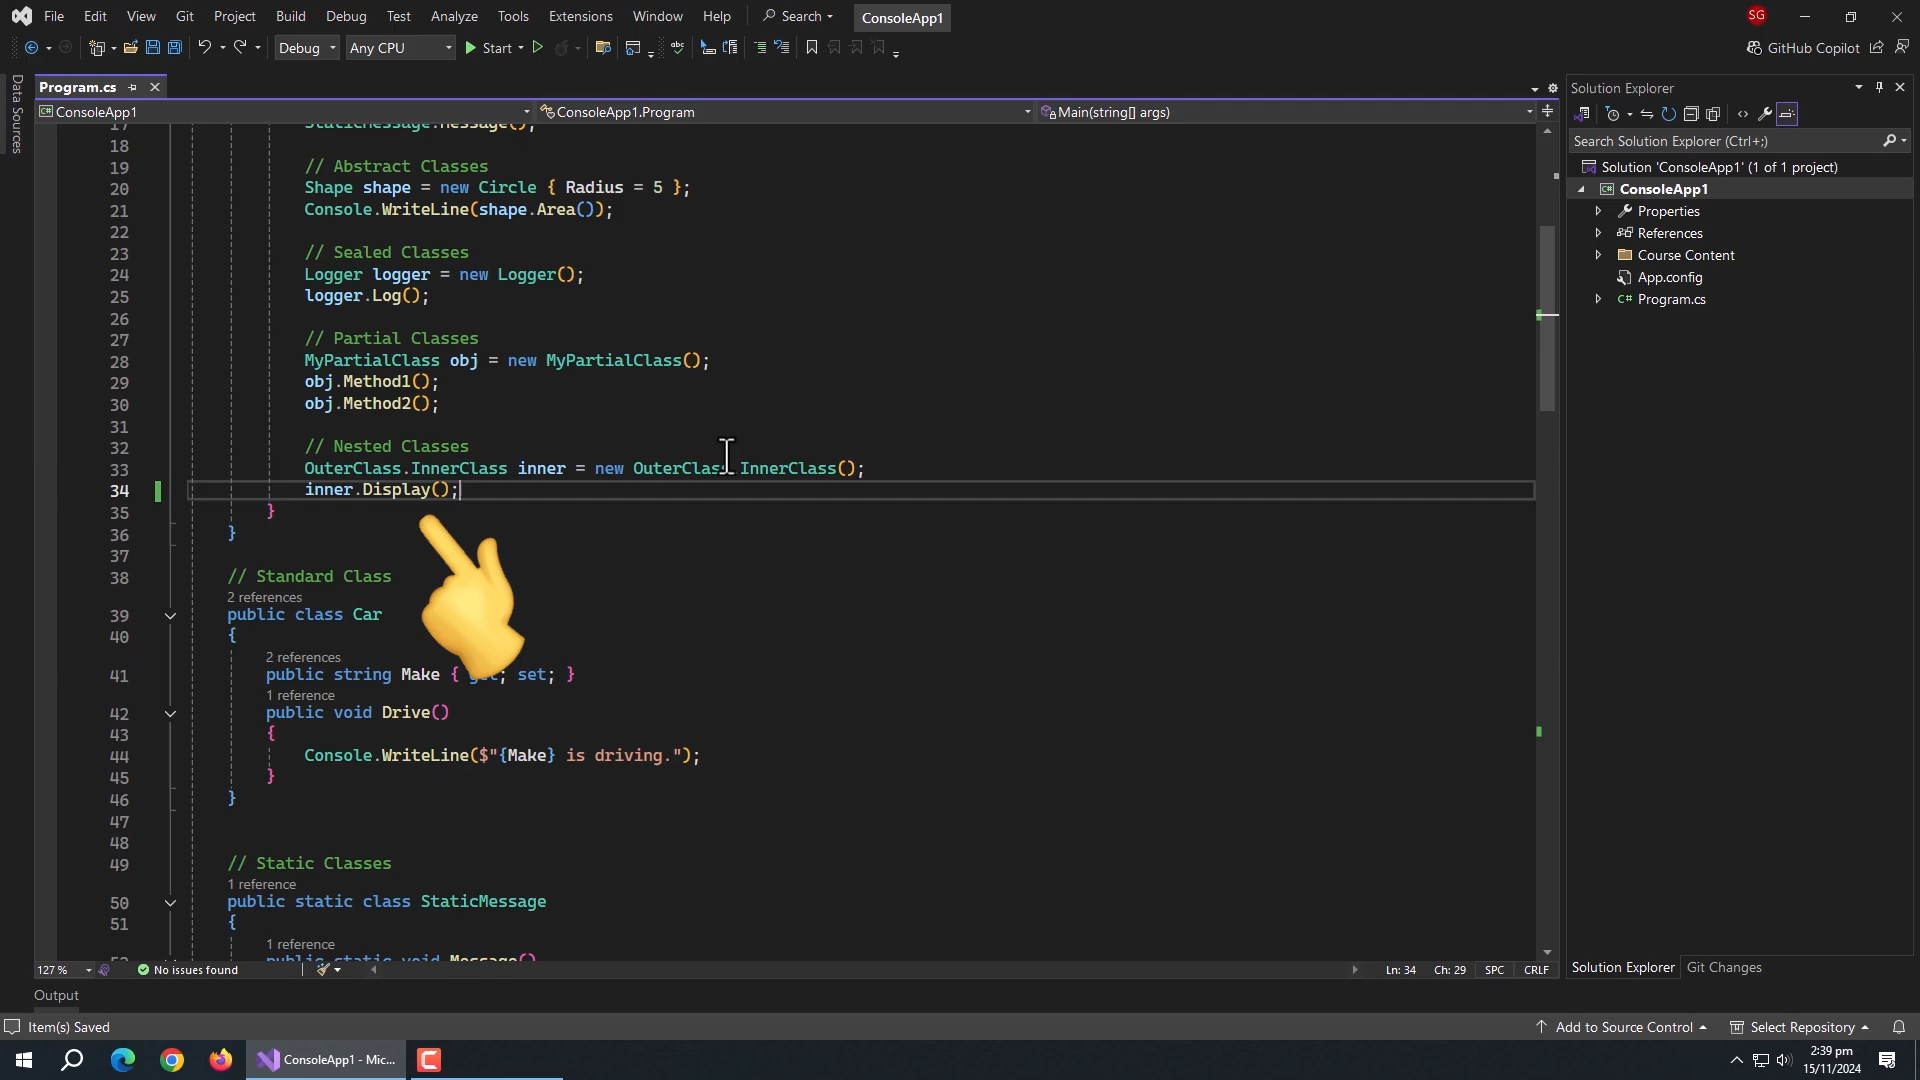 File Edit View Git Project Build Debug Test Analyze Tools Extensions Window Help Search ConsoleApp1 SG
Debug Any CPU Start GitHub Copilot
Data Sources
Program.cs
ConsoleApp1 ConsoleApp1.Program Main(string[] args)
17 StaticMessage.Message();
18
19 // Abstract Classes
20 Shape shape = new Circle { Radius = 5 };
21 Console.WriteLine(shape.Area());
22
23 // Sealed Classes
24 Logger logger = new Logger();
25 logger.Log();
26
27 // Partial Classes
28 MyPartialClass obj = new MyPartialClass();
29 obj.Method1();
30 obj.Method2();
31
32 // Nested Classes
33 OuterClass.InnerClass inner = new OuterClass InnerClass();
34 inner.Display();
35 }
36 }
37
38 // Standard Class
2 references
39 public class Car
40 {
2 references
41 public string Make { get; set; }
1 reference
42 public void Drive()
43 {
44 Console.WriteLine($"{Make} is driving.");
45 }
46 }
47
48
49 // Static Classes
1 reference
50 public static class StaticMessage
51 {
1 reference
52 public static void Message()
127 % No issues found Ln: 34 Ch: 29 SPC CRLF
Output
Solution Explorer
Search Solution Explorer (Ctrl+;)
Solution 'ConsoleApp1' (1 of 1 project)
C# ConsoleApp1
Properties
References
Course Content
App.config
C# Program.cs
Solution Explorer Git Changes
Item(s) Saved Add to Source Control Select Repository
ConsoleApp1 - Mic...
2:39 pm
15/11/2024